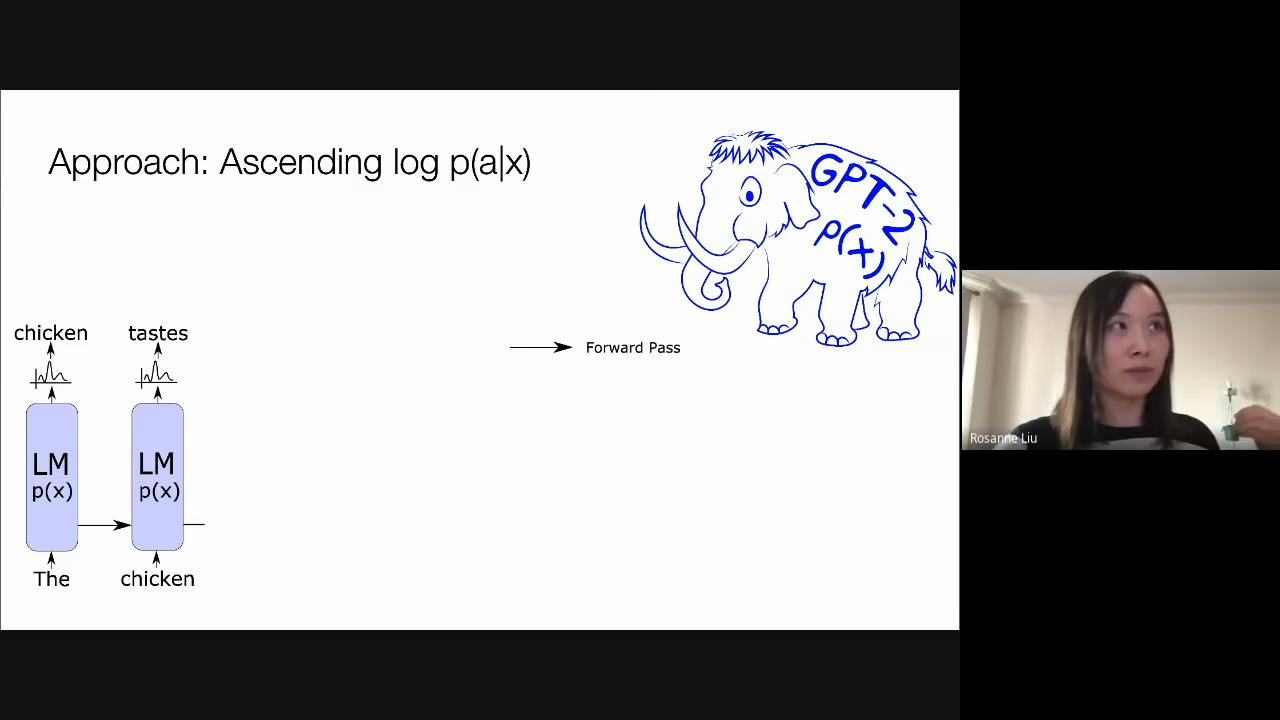 Approach: Ascending log p(a|x)
GPT-2
p(x)
chicken
tastes
Forward Pass
LM
p(x)
LM
p(x)
The
chicken
Rosanne Liu